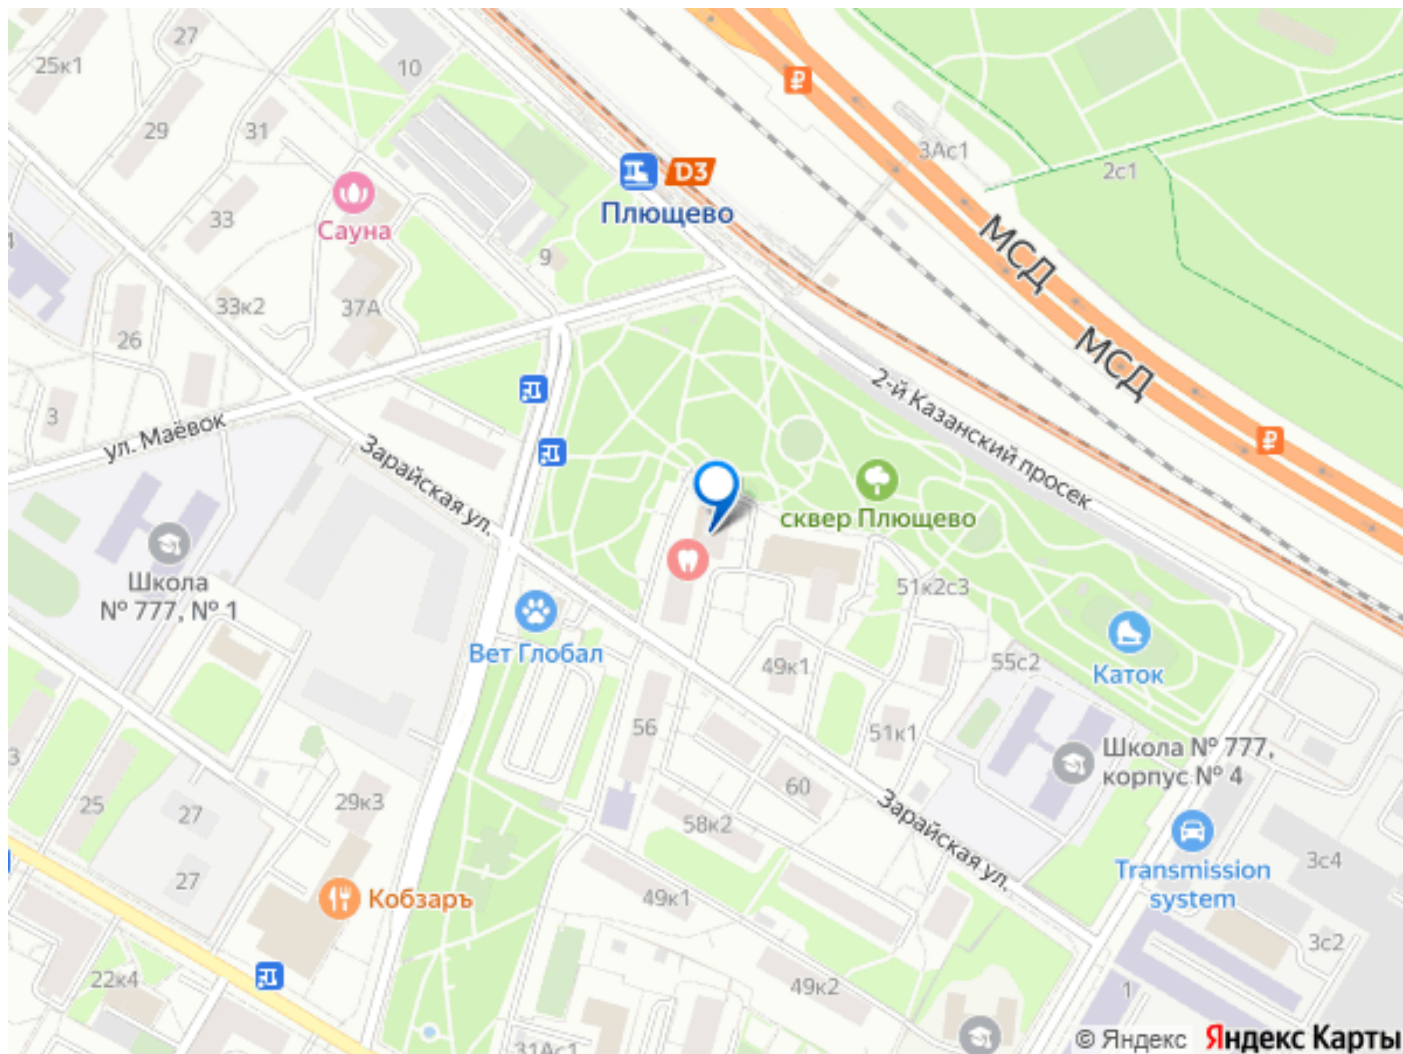 27
25к1
10
29
31
3Ас1
2с1
D3
Плющево
33
Сауна
9
МСД
33к2
37А
26
МСД
3
ул. Маёвок
2-й Казанский просек
Зарайская ул.
сквер Плющево
Школа
№ 777, № 1
51к2с3
Вет Глобал
49к1
55с2
Каток
56
51к1
Школа № 777,
корпус № 4
3
25
27
29к3
60
58к2
Зарайская ул.
Transmission
system
3с4
27
Кобзаръ
49к1
3с2
22к4
49к2
1
31Ас1
© Яндекс
Яндекс Карты